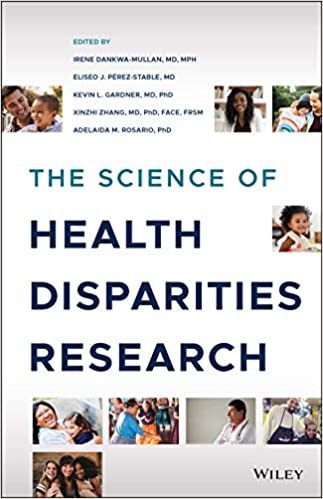 EDITED BY
IRENE DANKWA-MULLAN, MD, MPH
ELISEO J. PÉREZ-STABLE, MD
KEVIN L. GARDNER, MD, PhD
XINZHI ZHANG, MD, PhD, FACE, FRSM
ADELAIDA M. ROSARIO, PhD
THE SCIENCE OF
HEALTH
DISPARITIES
RESEARCH
WILEY